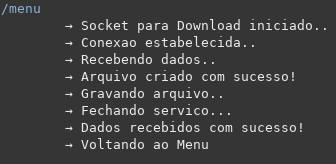 /menu
→ Socket para Download iniciado..
→ Conexao estabelecida..
→ Recebendo dados..
→ Arquivo criado com sucesso!
→ Gravando arquivo..
→ Fechando servico...
→ Dados recebidos com sucesso!
→ Voltando ao Menu